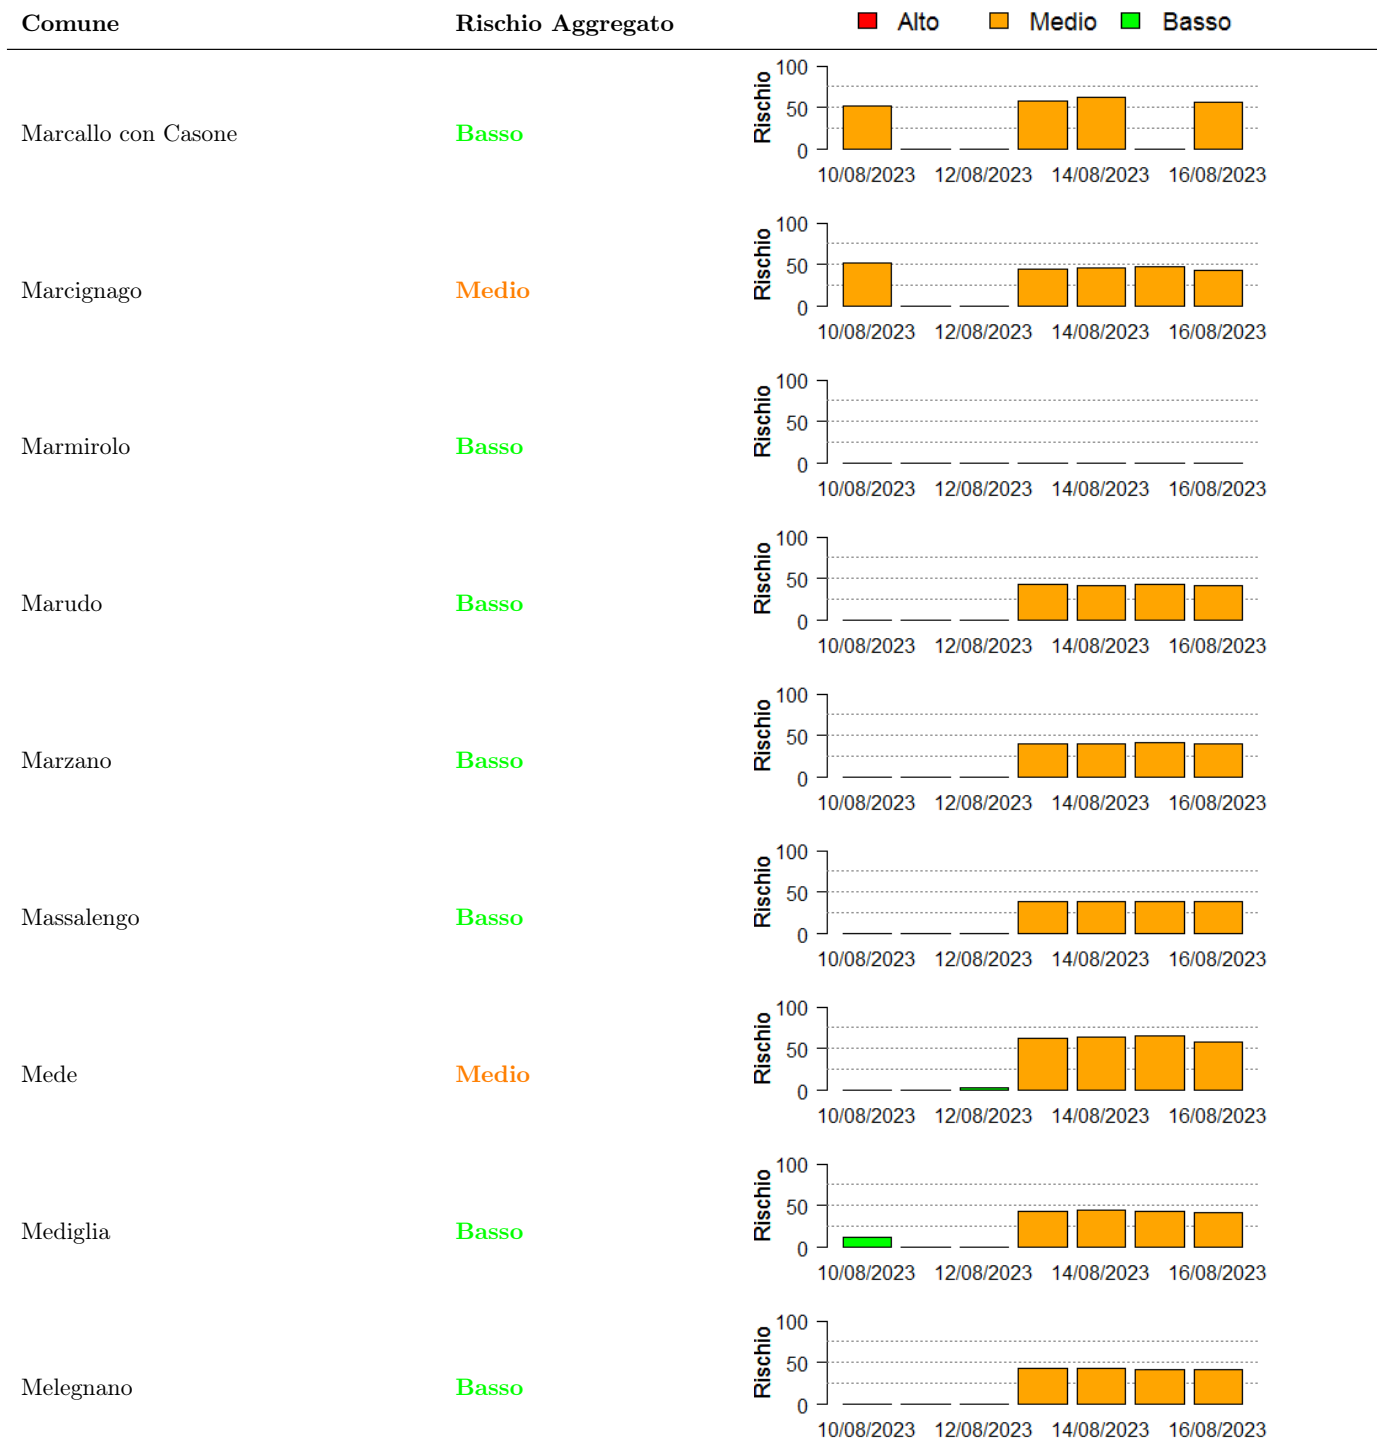 Comune Rischio Aggregato Alto Medio Basso
Marcallo con Casone Basso
Rischio
100
50
0
10/08/2023 12/08/2023 14/08/2023 16/08/2023
Marcignago Medio
Rischio
100
50
0
10/08/2023 12/08/2023 14/08/2023 16/08/2023
Marmirolo Basso
Rischio
100
50
0
10/08/2023 12/08/2023 14/08/2023 16/08/2023
Marudo Basso
Rischio
100
50
0
10/08/2023 12/08/2023 14/08/2023 16/08/2023
Marzano Basso
Rischio
100
50
0
10/08/2023 12/08/2023 14/08/2023 16/08/2023
Massalengo Basso
Rischio
100
50
0
10/08/2023 12/08/2023 14/08/2023 16/08/2023
Mede Medio
Rischio
100
50
0
10/08/2023 12/08/2023 14/08/2023 16/08/2023
Mediglia Basso
Rischio
100
50
0
10/08/2023 12/08/2023 14/08/2023 16/08/2023
Melegnano Basso
Rischio
100
50
0
10/08/2023 12/08/2023 14/08/2023 16/08/2023